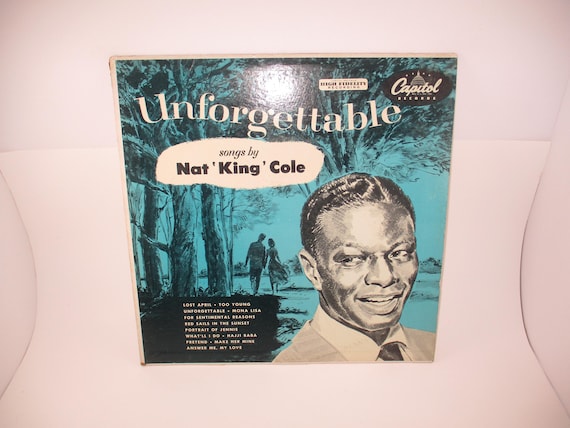 HIGH FIDELITY
RECORDING
Capitol
RECORDS
Unforgettable
songs by
Nat 'King' Cole
LOST APRIL • TOO YOUNG
UNFORGETTABLE • MONA LISA
FOR SENTIMENTAL REASONS
RED SAILS IN THE SUNSET
PORTRAIT OF JENNIE
WHAT'LL I DO • HAJJI BABA
PRETEND • MAKE HER MINE
ANSWER ME, MY LOVE